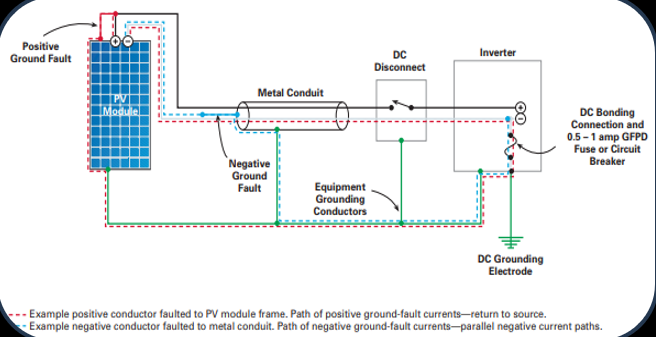 Positive
Ground Fault
+
−
PV
Module
Metal Conduit
DC
Disconnect
Inverter
+
−
DC Bonding
Connection and
0.5 – 1 amp GFPD
Fuse or Circuit
Breaker
Negative
Ground
Fault
Equipment
Grounding
Conductors
DC Grounding
Electrode
Example positive conductor faulted to PV module frame. Path of positive ground-fault currents—return to source.
Example negative conductor faulted to metal conduit. Path of negative ground-fault currents—parallel negative current paths.